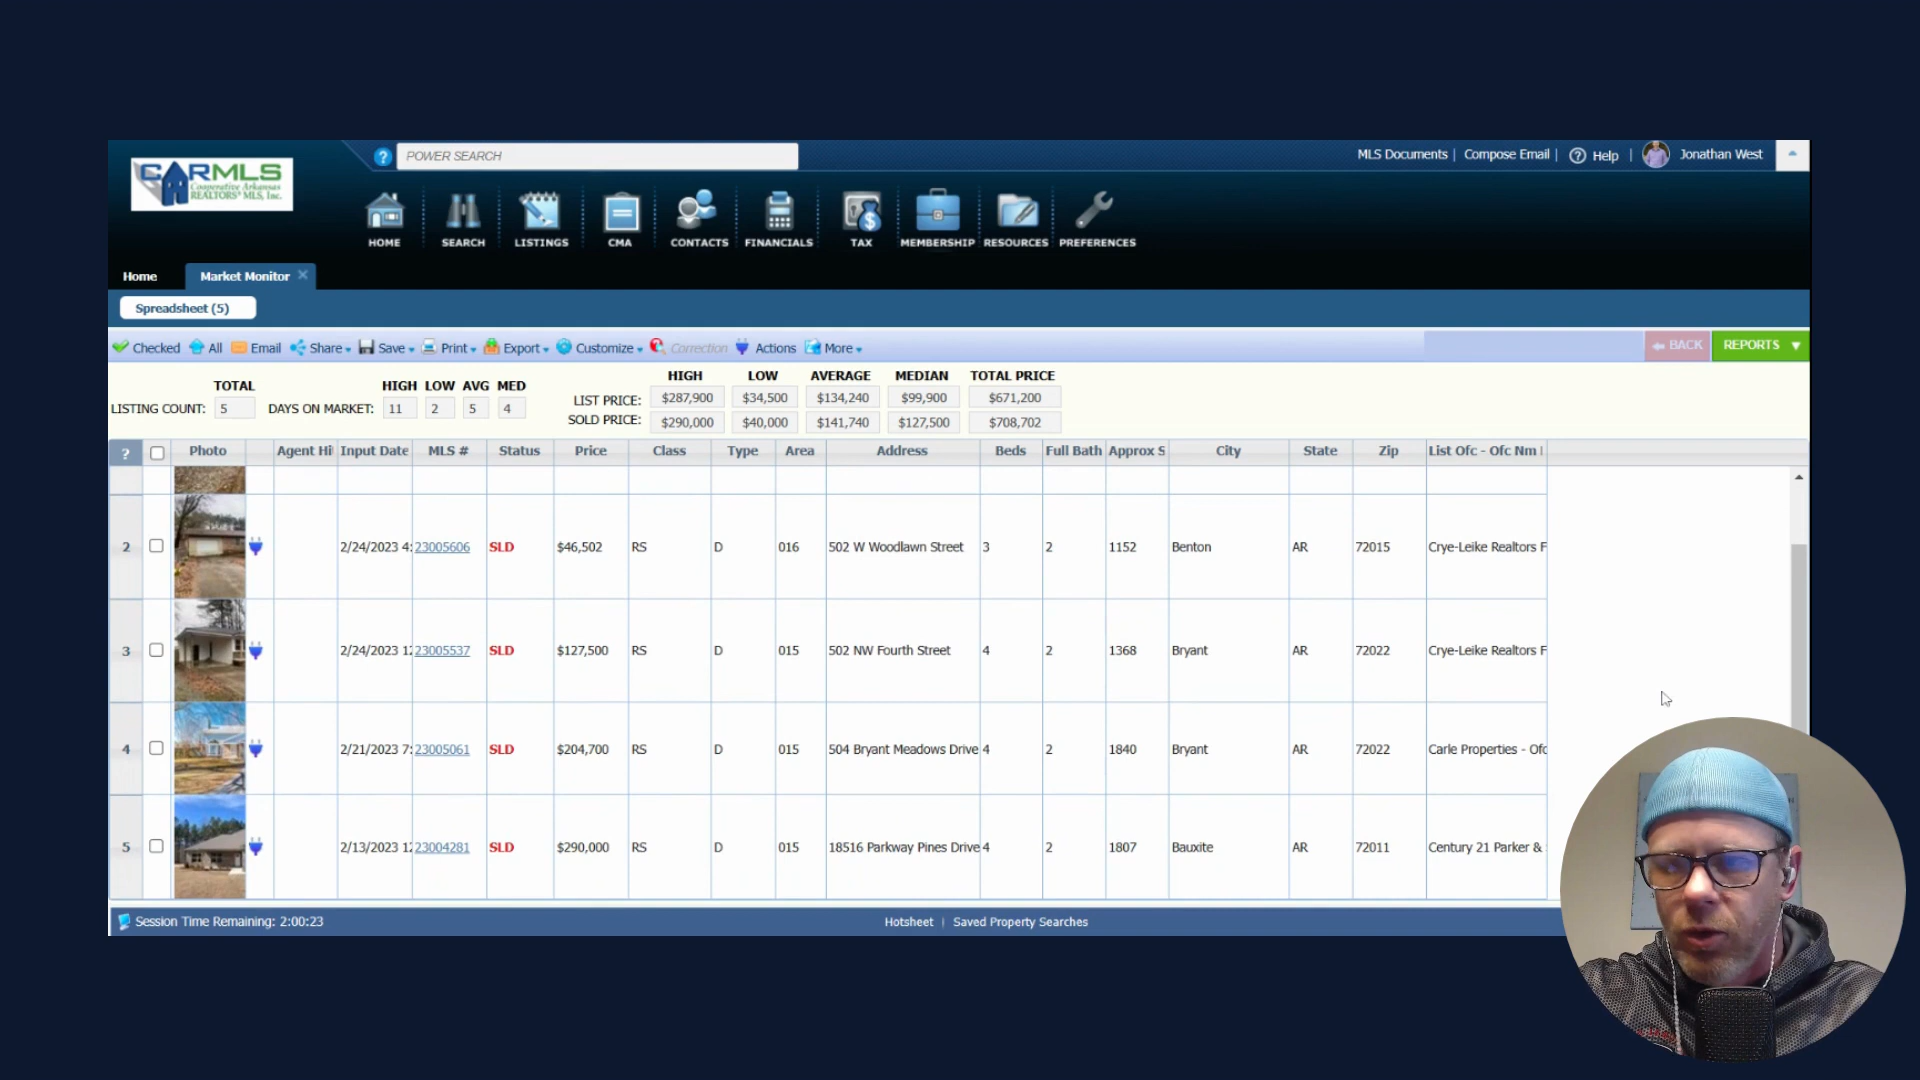 CARMLS
Cooperative Arkansas
REALTORS® MLS, Inc.
? POWER SEARCH
MLS Documents | Compose Email | ? Help | Jonathan West
HOME SEARCH LISTINGS CMA CONTACTS FINANCIALS TAX MEMBERSHIP RESOURCES PREFERENCES
Home Market Monitor
Spreadsheet (5)
Checked All Email Share Save Print Export Customize Correction Actions More BACK REPORTS
HIGH LOW AVERAGE MEDIAN TOTAL PRICE
TOTAL HIGH LOW AVG MED
LIST PRICE: $287,900 $34,500 $134,240 $99,900 $671,200
LISTING COUNT: 5 DAYS ON MARKET: 11 2 5 4
SOLD PRICE: $290,000 $40,000 $141,740 $127,500 $708,702
? Photo Agent Hi Input Date MLS # Status Price Class Type Area Address Beds Full Bath Approx S City State Zip List Ofc - Ofc Nm
2 2/24/2023 4: 23005606 SLD $46,502 RS D 016 502 W Woodlawn Street 3 2 1152 Benton AR 72015 Crye-Leike Realtors F
3 2/24/2023 12 23005537 SLD $127,500 RS D 015 502 NW Fourth Street 4 2 1368 Bryant AR 72022 Crye-Leike Realtors F
4 2/21/2023 7: 23005061 SLD $204,700 RS D 015 504 Bryant Meadows Drive 4 2 1840 Bryant AR 72022 Carle Properties - Ofc
5 2/13/2023 12 23004281 SLD $290,000 RS D 015 18516 Parkway Pines Drive 4 2 1807 Bauxite AR 72011 Century 21 Parker &
Session Time Remaining: 2:00:23 Hotsheet | Saved Property Searches